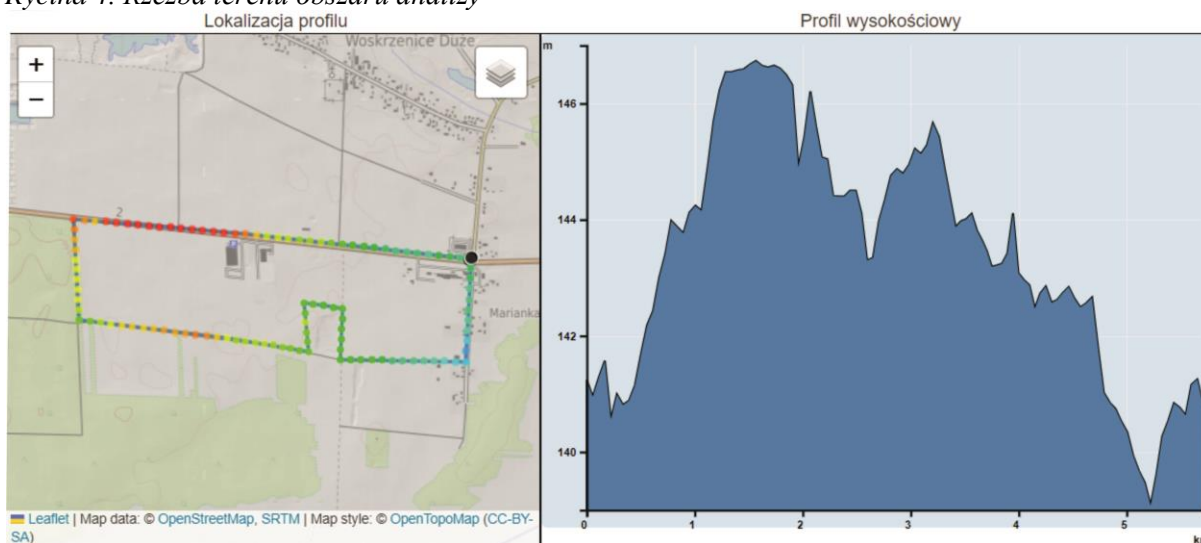 Rycina 4. Rzeźba terenu obszaru analizy
Lokalizacja profilu
Profil wysokościowy
+
−
Woskrzenice Duże
2
P
Marianka
Leaflet | Map data: © OpenStreetMap, SRTM | Map style: © OpenTopoMap (CC-BY-
SA)
m
146
144
142
140
0 1 2 3 4 5